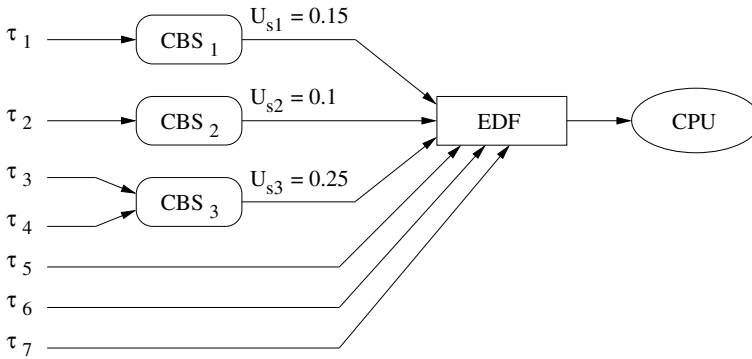 τ 1 CBS 1 U s1 = 0.15
τ 2 CBS 2 U s2 = 0.1 EDF CPU
τ 3
CBS 3 U s3 = 0.25
τ 4
τ 5
τ 6
τ 7